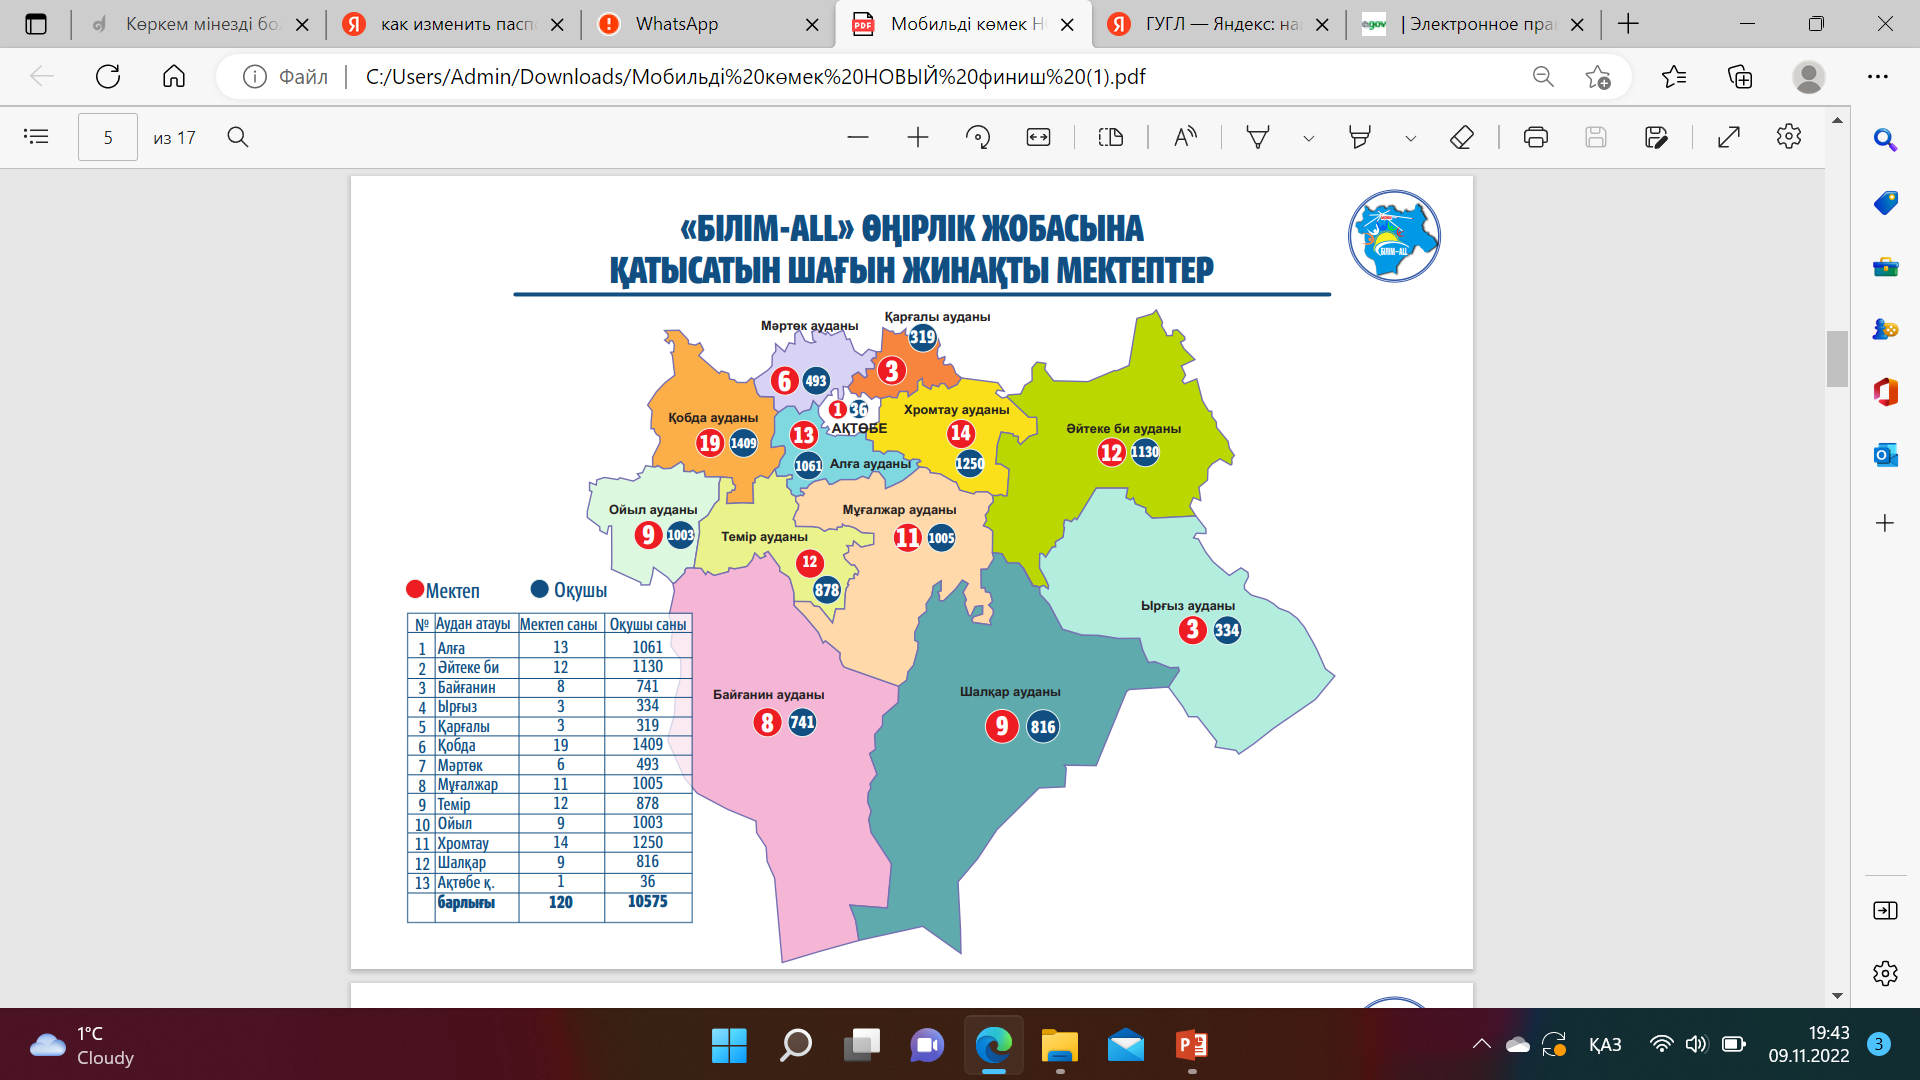 Көркем мінезді бол
как изменить пасп
WhatsApp
Мобильді көмек Н
ГУГЛ — Яндекс: на
| Электронное пра
Файл
C:/Users/Admin/Downloads/Мобильді%20көмек%20НОВЫЙ%20финиш%20(1).pdf
5 из 17
«БІЛІМ-ALL» ӨҢІРЛІК ЖОБАСЫНА
ҚАТЫСАТЫН ШАҒЫН ЖИНАҚТЫ МЕКТЕПТЕР
БІЛІМ-ALL
Қарғалы ауданы
319
3
Мәртөк ауданы
6 493
1 36
АҚТӨБЕ
Қобда ауданы
19 1409
13
1061
Алға ауданы
Хромтау ауданы
14
1250
Әйтеке би ауданы
12 1130
Ойыл ауданы
9 1003
Темір ауданы
12
878
Мұғалжар ауданы
11 1005
Ырғыз ауданы
3 334
Байғанин ауданы
8 741
Шалқар ауданы
9 816
Мектеп Оқушы
№ Аудан атауы Мектеп саны Оқушы саны
1 Алға 13 1061
2 Әйтеке би 12 1130
3 Байғанин 8 741
4 Ырғыз 3 334
5 Қарғалы 3 319
6 Қобда 19 1409
7 Мәртөк 6 493
8 Мұғалжар 11 1005
9 Темір 12 878
10 Ойыл 9 1003
11 Хромтау 14 1250
12 Шалқар 9 816
13 Ақтөбе қ. 1 36
барлығы 120 10575
1°C
Cloudy
ҚАЗ
19:43
09.11.2022
3